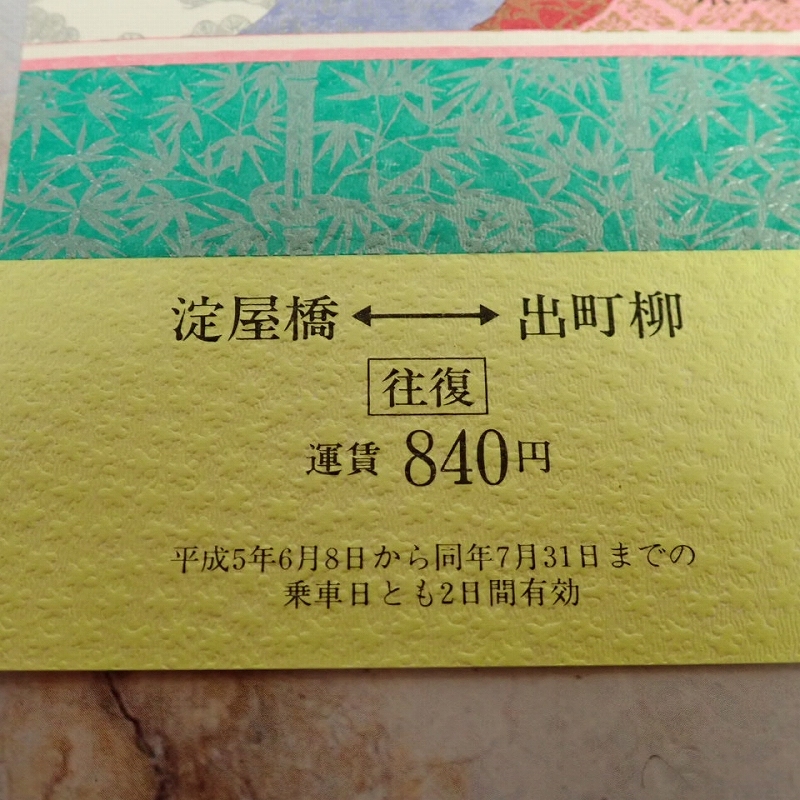 淀屋橋⟷出町柳
往復
運賃 840円
平成5年6月8日から同年7月31日までの
乗車日とも2日間有効